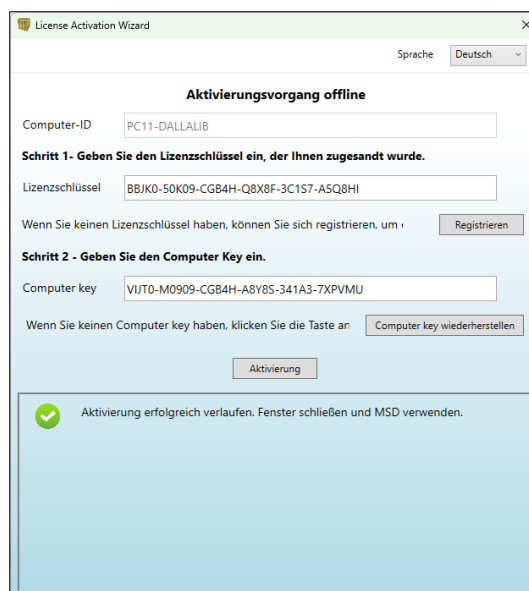 License Activation Wizard
Sprache Deutsch
Aktivierungsvorgang offline
Computer-ID PC11-DALLALIB
Schritt 1- Geben Sie den Lizenzschlüssel ein, der Ihnen zugesandt wurde.
Lizenzschlüssel BBJK0-50K09-CGB4H-Q8X8F-3C1S7-A5Q8HI
Wenn Sie keinen Lizenzschlüssel haben, können Sie sich registrieren, um Registrieren
Schritt 2 - Geben Sie den Computer Key ein.
Computer key VIJT0-M0909-CGB4H-A8Y8S-341A3-7XPVMU
Wenn Sie keinen Computer key haben, klicken Sie die Taste an Computer key wiederherstellen
Aktivierung
Aktivierung erfolgreich verlaufen. Fenster schließen und MSD verwenden.